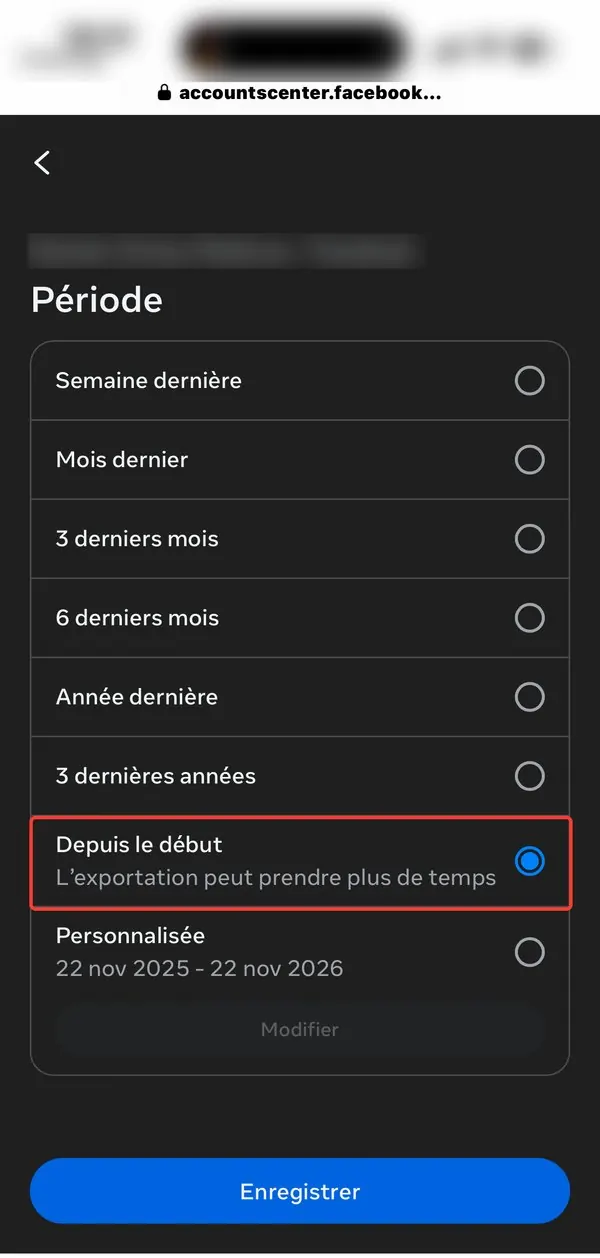 accountscenter.facebook...
Période
Semaine dernière
Mois dernier
3 derniers mois
6 derniers mois
Année dernière
3 dernières années
Depuis le début
L’exportation peut prendre plus de temps
Personnalisée
22 nov 2025 - 22 nov 2026
Modifier
Enregistrer